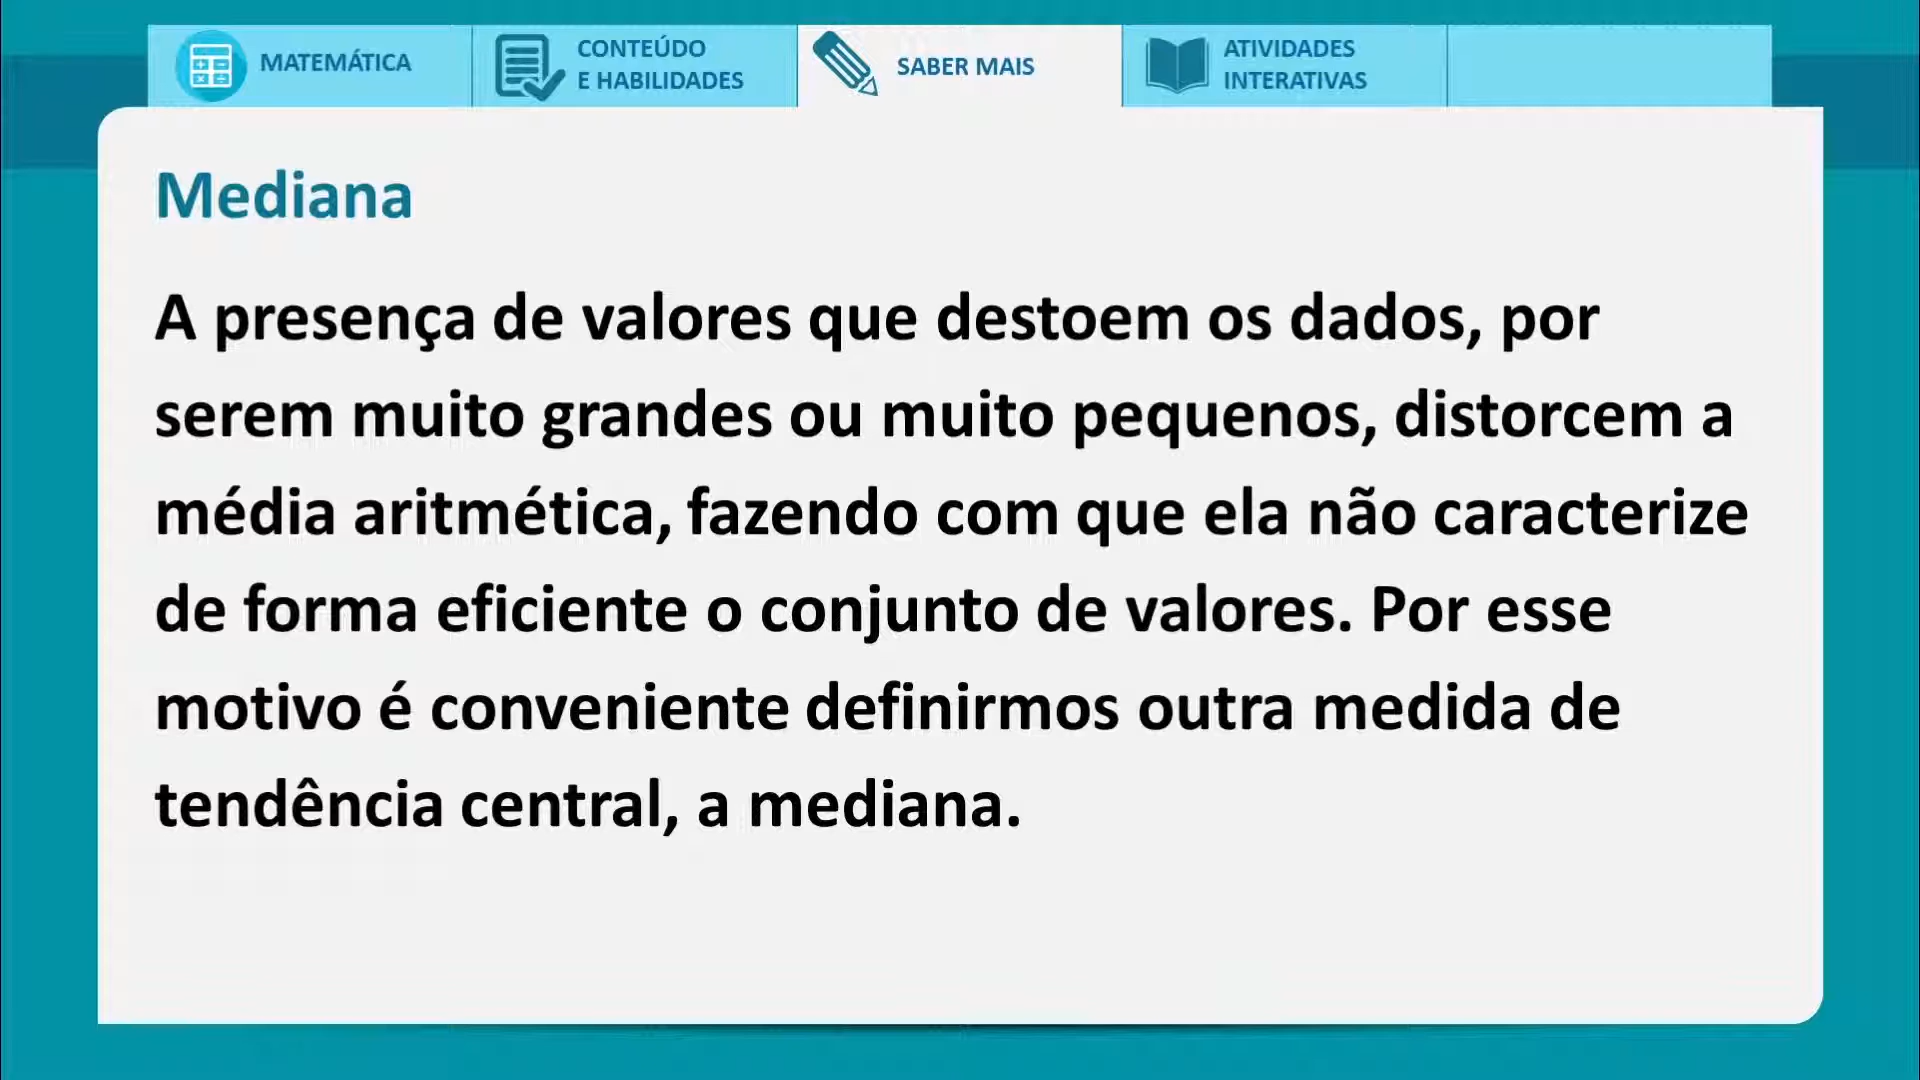 MATEMÁTICA
CONTEÚDO
E HABILIDADES
SABER MAIS
ATIVIDADES
INTERATIVAS
Mediana
A presença de valores que destoem os dados, por
serem muito grandes ou muito pequenos, distorcem a
média aritmética, fazendo com que ela não caracterize
de forma eficiente o conjunto de valores. Por esse
motivo é conveniente definirmos outra medida de
tendência central, a mediana.